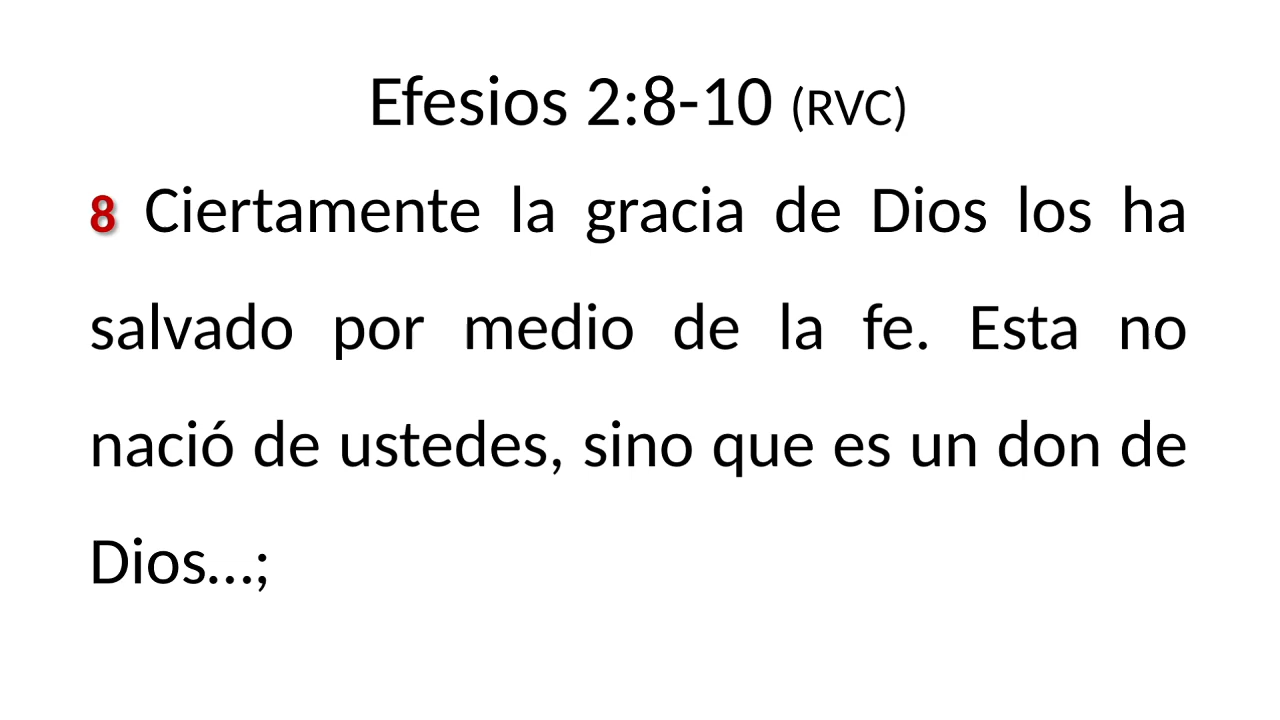 Efesios 2:8-10 (RVC)
8 Ciertamente la gracia de Dios los ha
salvado por medio de la fe. Esta no
nació de ustedes, sino que es un don de
Dios…;